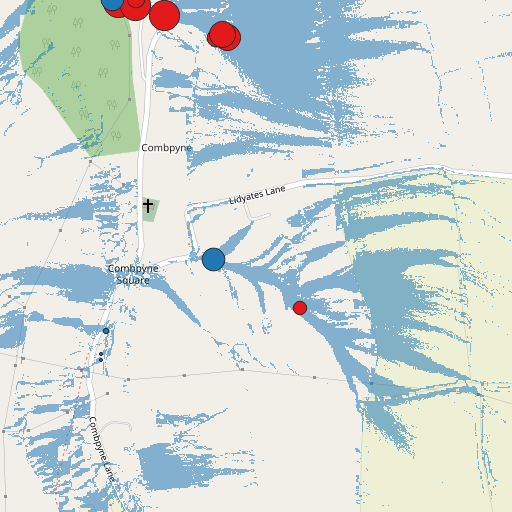 Combpyne
Lidyates Lane
Combpyne
Square
Combpyne Lane